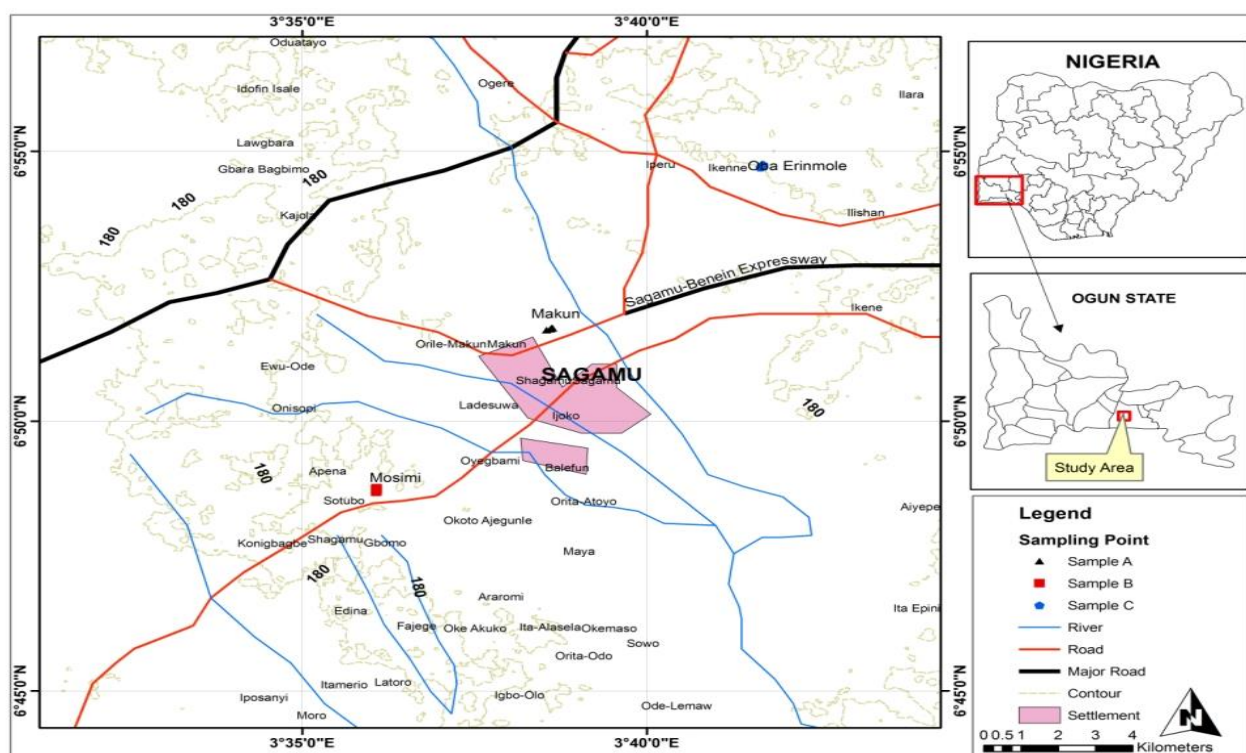 3°35'0"E 3°40'0"E
Oduatayo
Ogere
Idofin Isale
Ilara
Lawgbara
6°55'0"N 6°55'0"N
Gbara Bagbimo
180
180
180
Iperu
Ikenne
Oba Erinmole
Kajola
Ilishan
Sagamu-Benein Expressway
Ikene
Makun
Orile-MakunMakun
Ewu-Ode
SAGAMU
ShagamuSagamu
Ladesuwa
Onisopi
Ijoko
180
6°50'0"N 6°50'0"N
Oyegbami
Balefun
Apena
180
Mosimi
Sotubo
Orita-Atoyo
Aiyepe
Okoto Ajegunle
Konigbagbe
Shagamu
Gbomo
Maya
180
180
Araromi
Edina
Ita Epini
Fajege
Oke Akuko
Ita-Alasela
Okemaso
Sowo
Orita-Odo
6°45'0"N 6°45'0"N
Iposanyi
Itamerio
Latoro
Igbo-Olo
Ode-Lemaw
Moro
3°35'0"E 3°40'0"E
NIGERIA
OGUN STATE
Study Area
Legend
Sampling Point
Sample A
Sample B
Sample C
River
Road
Major Road
Contour
Settlement
N
0 0.5 1 2 3 4
Kilometers